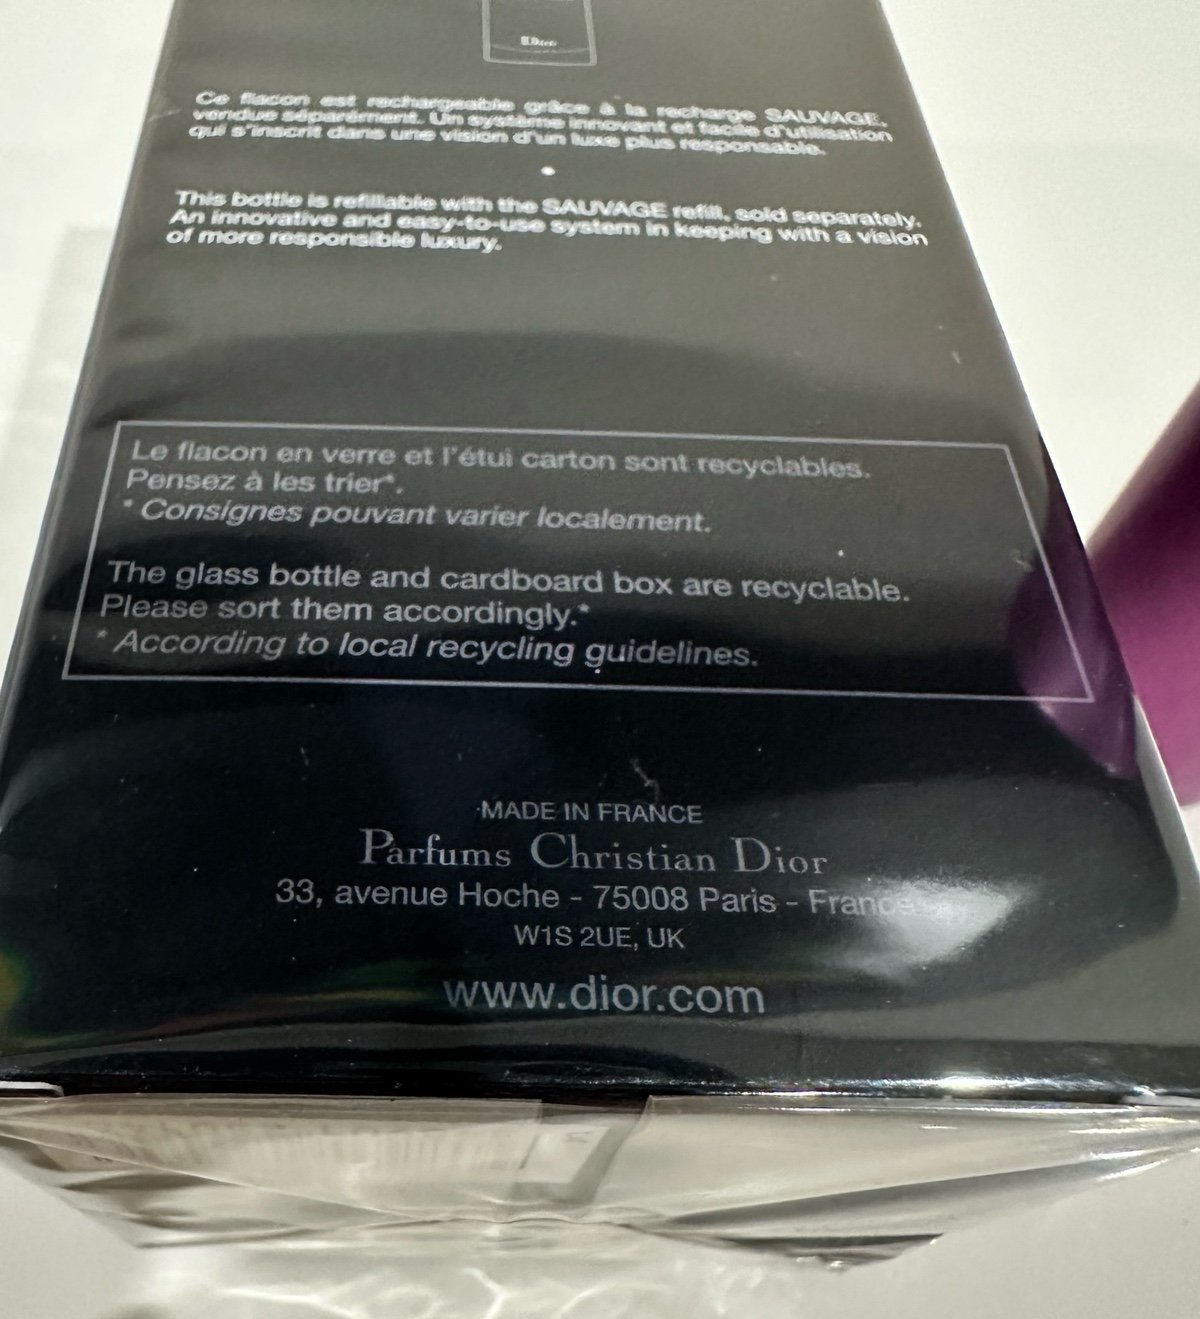 Dior
Ce flacon est rechargeable grâce à la recharge SAUVAGE,
vendue séparément. Un système innovant et facile d'utilisation
qui s'inscrit dans une vision d'un luxe plus responsable.
This bottle is refillable with the SAUVAGE refill, sold separately.
An innovative and easy-to-use system in keeping with a vision
of more responsible luxury.
Le flacon en verre et l'étui carton sont recyclables.
Pensez à les trier*.
* Consignes pouvant varier localement.
The glass bottle and cardboard box are recyclable.
Please sort them accordingly.*
* According to local recycling guidelines.
MADE IN FRANCE
Parfums Christian Dior
33, avenue Hoche - 75008 Paris - France
W1S 2UE, UK
www.dior.com